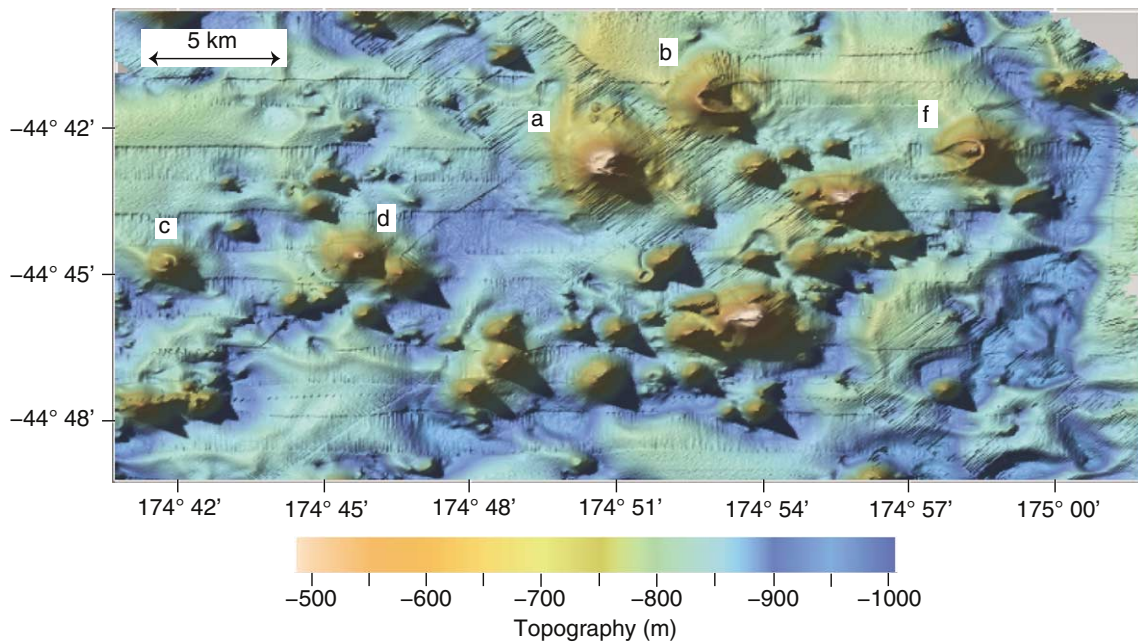 5 km
b
a
f
−44° 42’
c
d
−44° 45’
−44° 48’
174° 42’ 174° 45’ 174° 48’ 174° 51’ 174° 54’ 174° 57’ 175° 00’
−500 −600 −700 −800 −900 −1000
Topography (m)